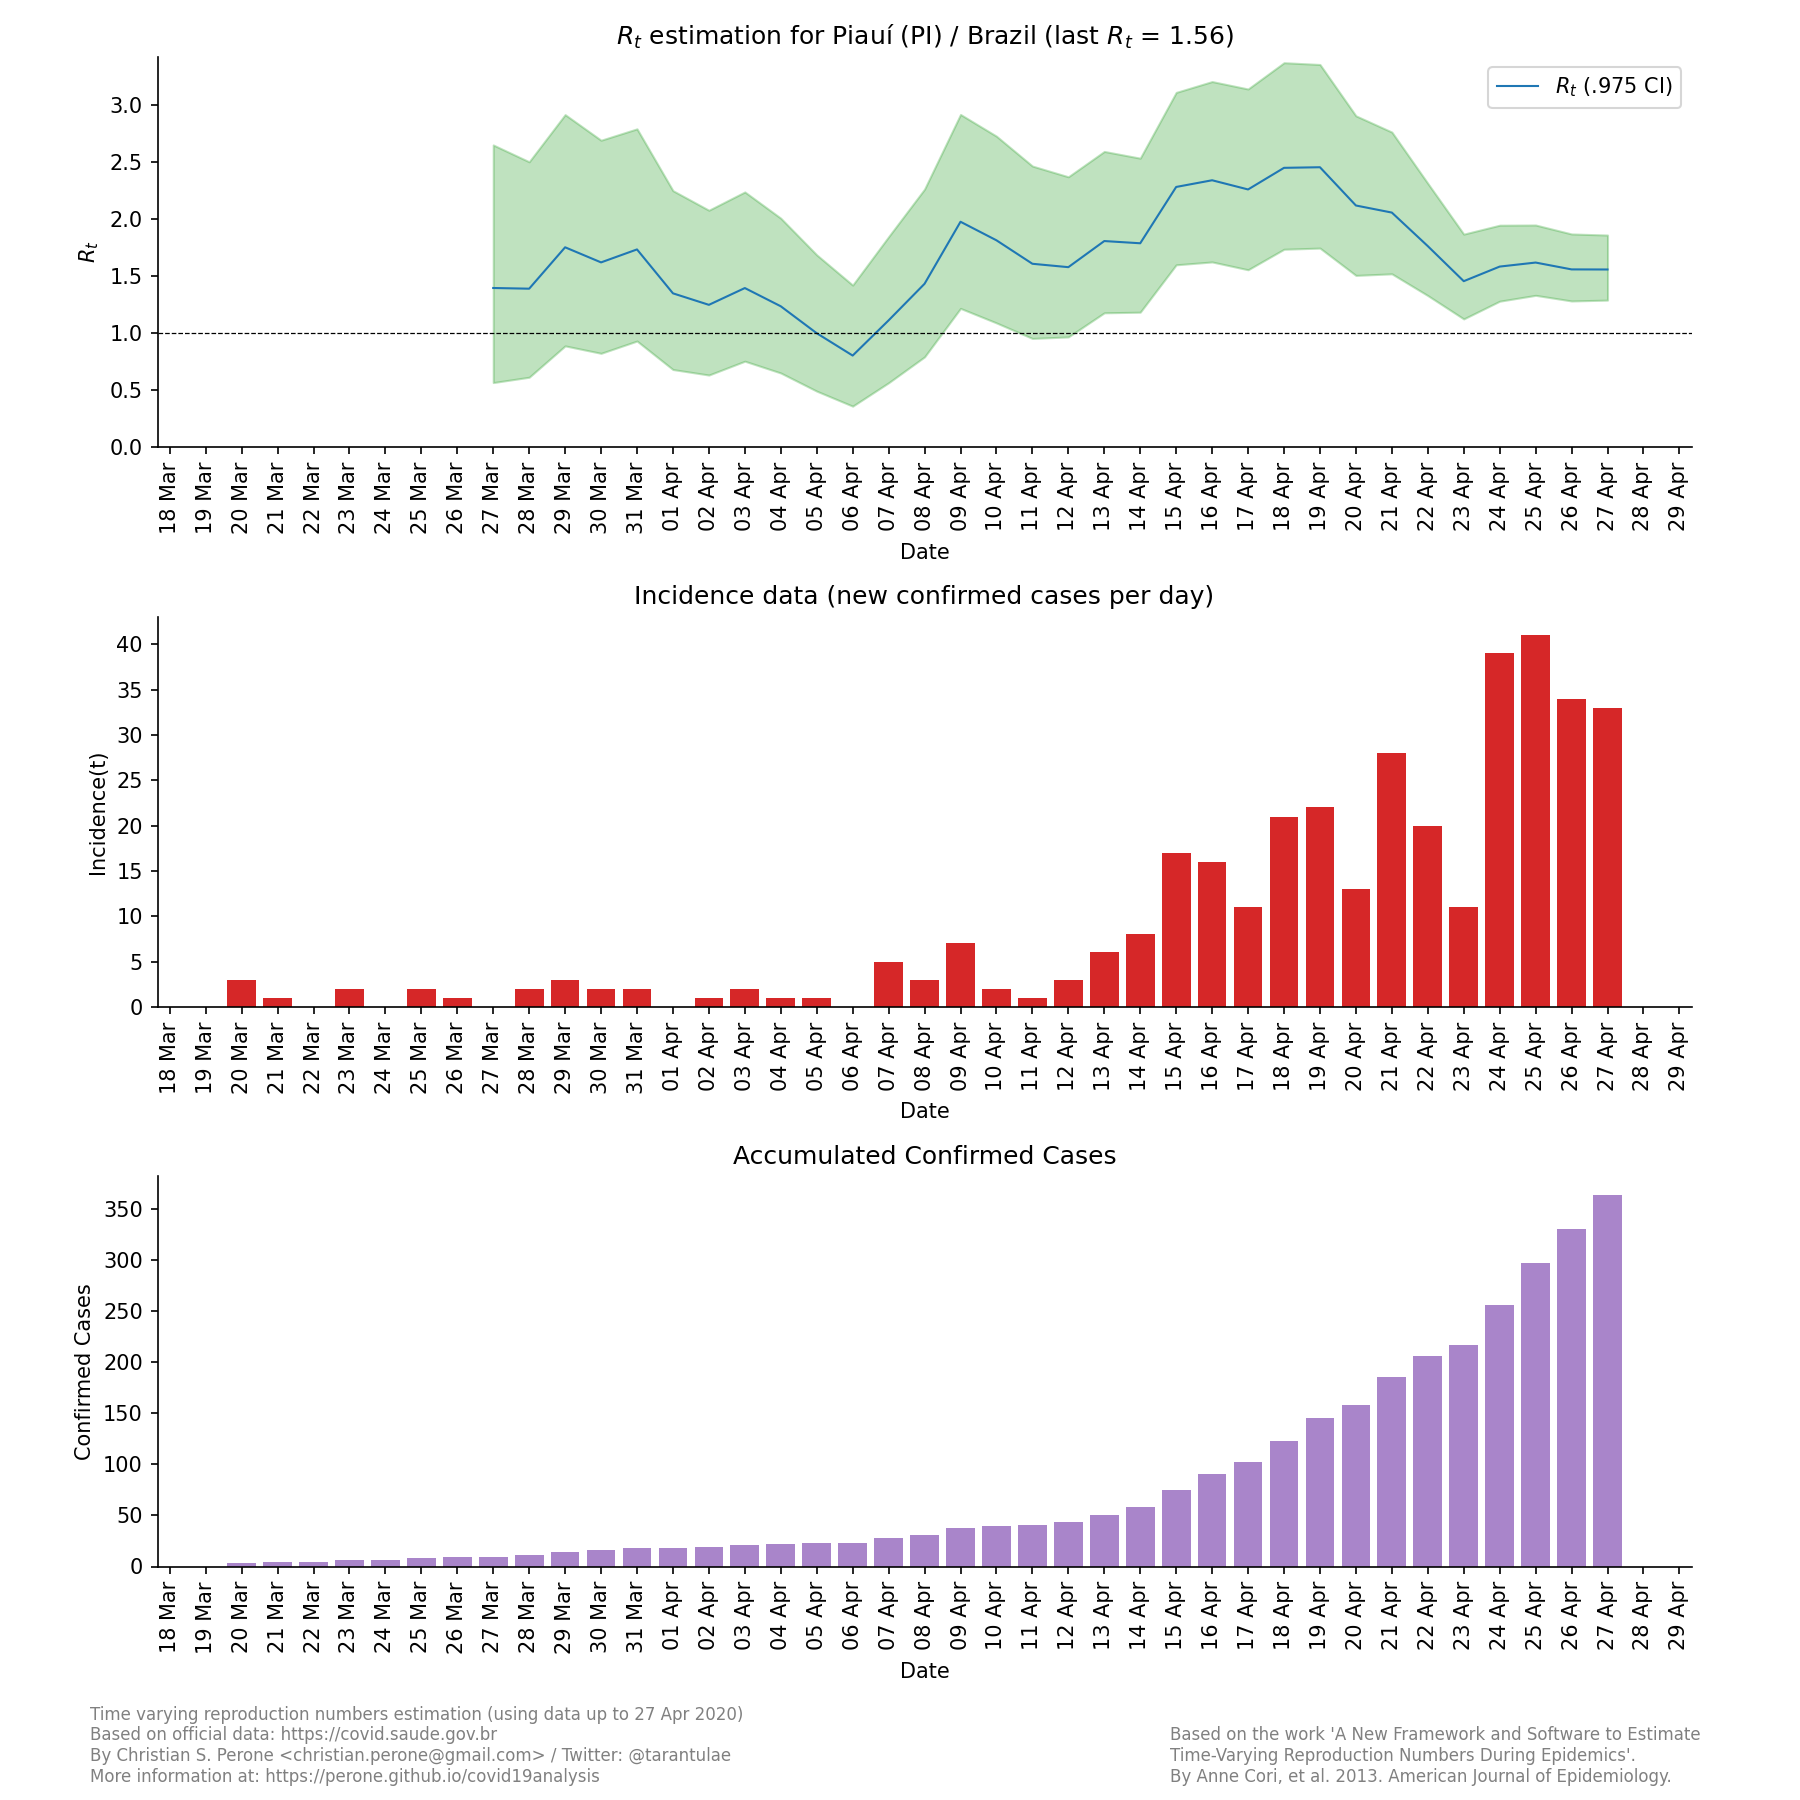 R_t estimation for Piauí (PI) / Brazil (last R_t = 1.56)
R_t (.975 CI)
R_t
3.0
2.5
2.0
1.5
1.0
0.5
0.0
18 Mar 19 Mar 20 Mar 21 Mar 22 Mar 23 Mar 24 Mar 25 Mar 26 Mar 27 Mar 28 Mar 29 Mar 30 Mar 31 Mar 01 Apr 02 Apr 03 Apr 04 Apr 05 Apr 06 Apr 07 Apr 08 Apr 09 Apr 10 Apr 11 Apr 12 Apr 13 Apr 14 Apr 15 Apr 16 Apr 17 Apr 18 Apr 19 Apr 20 Apr 21 Apr 22 Apr 23 Apr 24 Apr 25 Apr 26 Apr 27 Apr 28 Apr 29 Apr
Date
Incidence data (new confirmed cases per day)
Incidence(t)
40
35
30
25
20
15
10
5
0
18 Mar 19 Mar 20 Mar 21 Mar 22 Mar 23 Mar 24 Mar 25 Mar 26 Mar 27 Mar 28 Mar 29 Mar 30 Mar 31 Mar 01 Apr 02 Apr 03 Apr 04 Apr 05 Apr 06 Apr 07 Apr 08 Apr 09 Apr 10 Apr 11 Apr 12 Apr 13 Apr 14 Apr 15 Apr 16 Apr 17 Apr 18 Apr 19 Apr 20 Apr 21 Apr 22 Apr 23 Apr 24 Apr 25 Apr 26 Apr 27 Apr 28 Apr 29 Apr
Date
Accumulated Confirmed Cases
Confirmed Cases
350
300
250
200
150
100
50
0
18 Mar 19 Mar 20 Mar 21 Mar 22 Mar 23 Mar 24 Mar 25 Mar 26 Mar 27 Mar 28 Mar 29 Mar 30 Mar 31 Mar 01 Apr 02 Apr 03 Apr 04 Apr 05 Apr 06 Apr 07 Apr 08 Apr 09 Apr 10 Apr 11 Apr 12 Apr 13 Apr 14 Apr 15 Apr 16 Apr 17 Apr 18 Apr 19 Apr 20 Apr 21 Apr 22 Apr 23 Apr 24 Apr 25 Apr 26 Apr 27 Apr 28 Apr 29 Apr
Date
Time varying reproduction numbers estimation (using data up to 27 Apr 2020)
Based on official data: https://covid.saude.gov.br
By Christian S. Perone <christian.perone@gmail.com> / Twitter: @tarantulae
More information at: https://perone.github.io/covid19analysis
Based on the work 'A New Framework and Software to Estimate
Time-Varying Reproduction Numbers During Epidemics'.
By Anne Cori, et al. 2013. American Journal of Epidemiology.